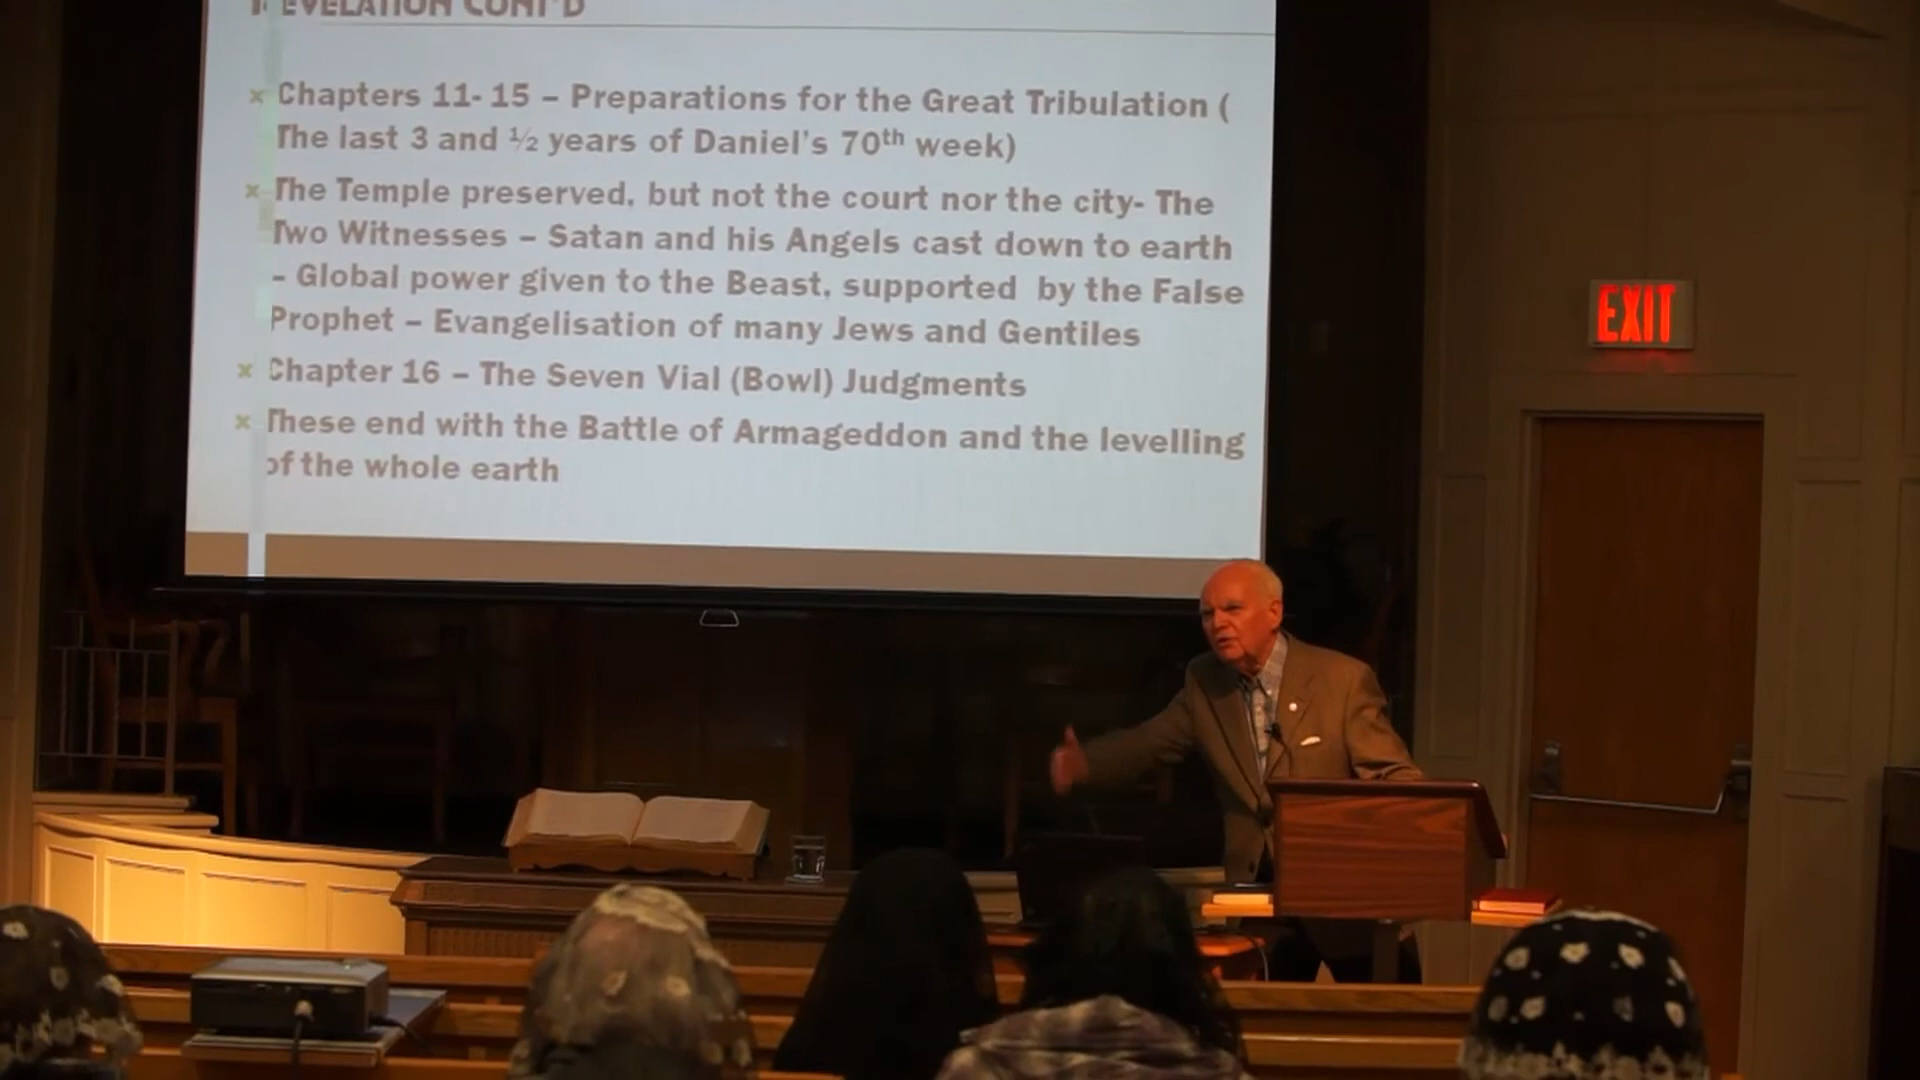 REVELATION CONT'D
× Chapters 11- 15 – Preparations for the Great Tribulation (
The last 3 and ½ years of Daniel's 70th week)
× The Temple preserved, but not the court nor the city- The
Two Witnesses – Satan and his Angels cast down to earth
– Global power given to the Beast, supported by the False
Prophet – Evangelisation of many Jews and Gentiles
× Chapter 16 – The Seven Vial (Bowl) Judgments
× These end with the Battle of Armageddon and the levelling
of the whole earth
EXIT